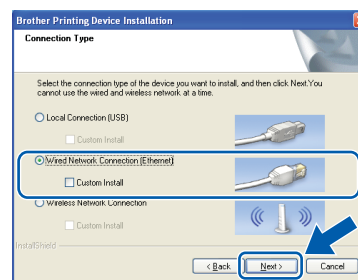 Brother Printing Device Installation
Connection Type
Select the connection type of the device you want to install, and then click Next.You
cannot use the wired and wireless network at a time.
Local Connection (USB)
Custom Install
Wired Network Connection (Ethernet)
Custom Install
Wireless Network Connection
Custom Install
InstallShield
< Back
Next >
Cancel